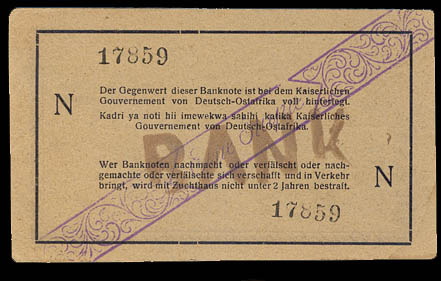 17859
N
Der Gegenwert dieser Banknote ist bei dem Kaiserlichen
Gouvernement von Deutsch-Ostafrika voll hinterlegt.
Kadri ya noti hii imewekwa sahihi katika Kaiserliches
Gouvernement von Deutsch-Ostafrika.
BANK
Wer Banknoten nachmacht oder verfälscht oder nach-
gemachte oder verfälschte sich verschafft und in Verkehr
bringt, wird mit Zuchthaus nicht unter 2 Jahren bestraft.
N
17859